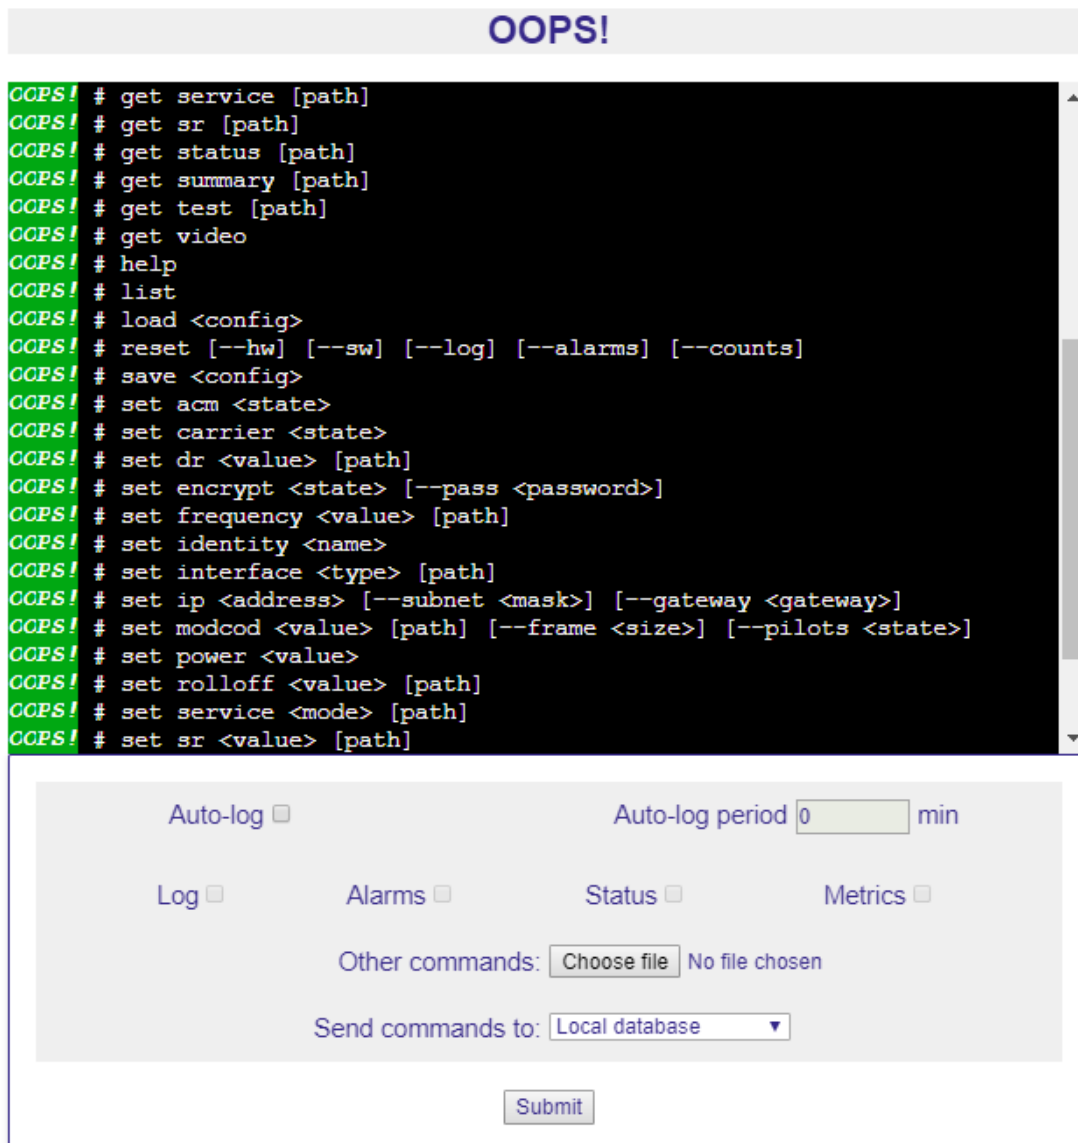 OOPS!
OOPS! # get service [path]
OOPS! # get sr [path]
OOPS! # get status [path]
OOPS! # get summary [path]
OOPS! # get test [path]
OOPS! # get video
OOPS! # help
OOPS! # list
OOPS! # load <config>
OOPS! # reset [--hw] [--sw] [--log] [--alarms] [--counts]
OOPS! # save <config>
OOPS! # set acm <state>
OOPS! # set carrier <state>
OOPS! # set dr <value> [path]
OOPS! # set encrypt <state> [--pass <password>]
OOPS! # set frequency <value> [path]
OOPS! # set identity <name>
OOPS! # set interface <type> [path]
OOPS! # set ip <address> [--subnet <mask>] [--gateway <gateway>]
OOPS! # set modcod <value> [path] [--frame <size>] [--pilots <state>]
OOPS! # set power <value>
OOPS! # set rolloff <value> [path]
OOPS! # set service <mode> [path]
OOPS! # set sr <value> [path]
Auto-log Auto-log period 0 min
Log Alarms Status Metrics
Other commands: Choose file No file chosen
Send commands to: Local database
Submit